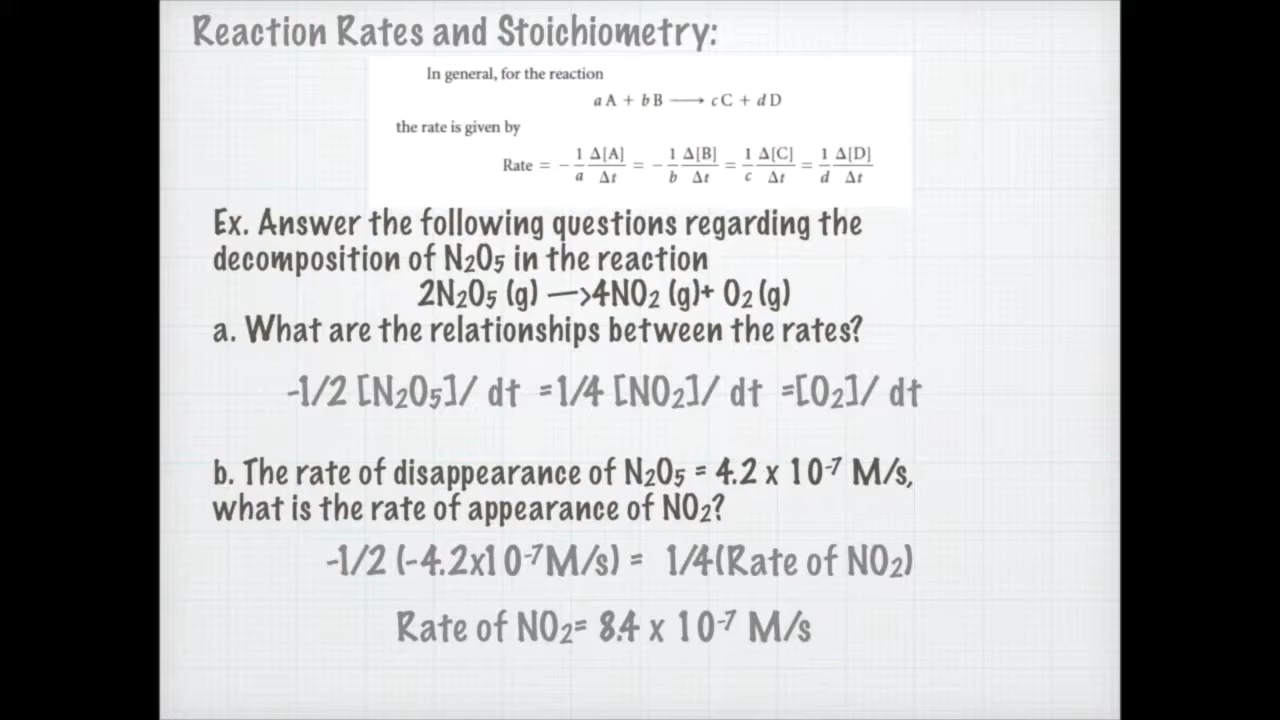 Reaction Rates and Stoichiometry:
In general, for the reaction
aA + bB ⟶ cC + dD
the rate is given by
Rate = −1/a Δ[A]/Δt = −1/b Δ[B]/Δt = 1/c Δ[C]/Δt = 1/d Δ[D]/Δt
Ex. Answer the following questions regarding the
decomposition of N₂O₅ in the reaction
2N₂O₅ (g) —>4NO₂ (g)+ O₂ (g)
a. What are the relationships between the rates?
-1/2 [N₂O₅]/ dt =1/4 [NO₂]/ dt =[O₂]/ dt
b. The rate of disappearance of N₂O₅ = 4.2 x 10⁻⁷ M/s,
what is the rate of appearance of NO₂?
-1/2 (-4.2x10⁻⁷M/s) = 1/4(Rate of NO₂)
Rate of NO₂= 8.4 x 10⁻⁷ M/s